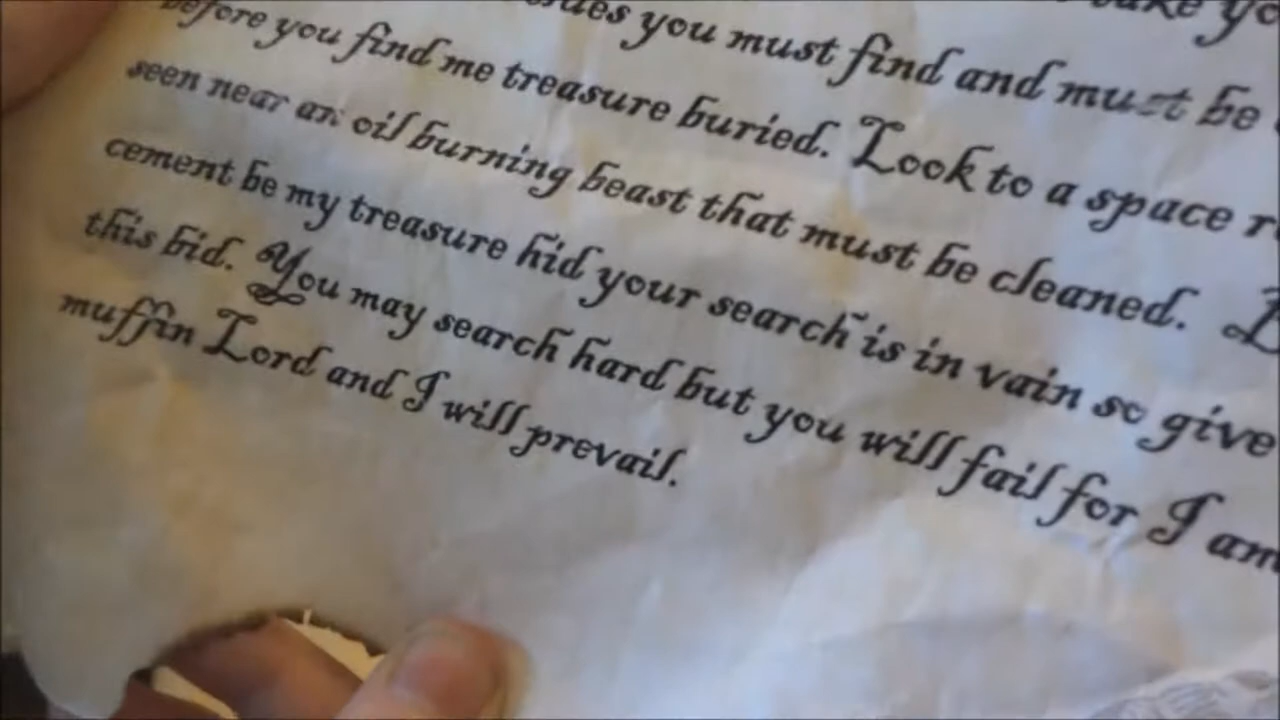 you must find and must be
before you find me treasure buried. Look to a space
seen near an oil burning beast that must be cleaned.
cement be my treasure hid your search is in vain so give
this bid. You may search hard but you will fail for I am
muffin Lord and I will prevail.